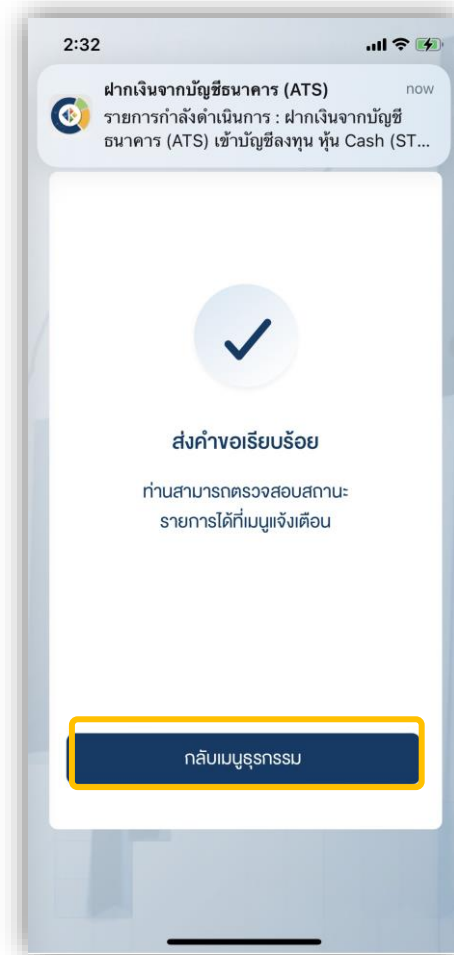 2:32
ฝากเงินจากบัญชีธนาคาร (ATS) now
รายการกำลังดำเนินการ : ฝากเงินจากบัญชี
ธนาคาร (ATS) เข้าบัญชีลงทุน หุ้น Cash (ST...
ส่งคำขอเรียบร้อย
ท่านสามารถตรวจสอบสถานะ
รายการได้ที่เมนูแจ้งเตือน
กลับเมนูธุรกรรม